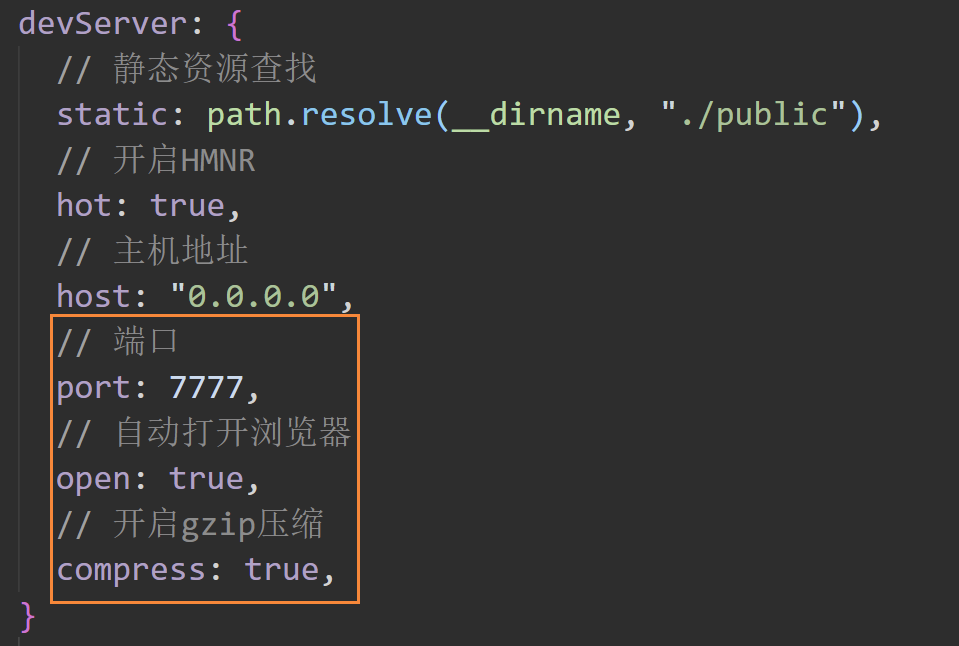 devServer: {
// 静态资源查找
static: path.resolve(__dirname, "./public"),
// 开启HMNR
hot: true,
// 主机地址
host: "0.0.0.0",
// 端口
port: 7777,
// 自动打开浏览器
open: true,
// 开启gzip压缩
compress: true,
}